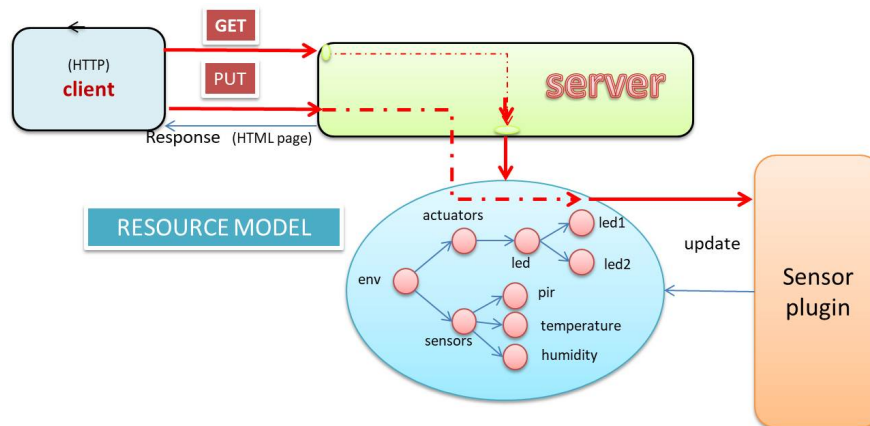 GET
(HTTP)
client
PUT
server
Response (HTML page)
RESOURCE MODEL
actuators
led1
led
led2
update
env
pir
Sensor
plugin
temperature
sensors
humidity